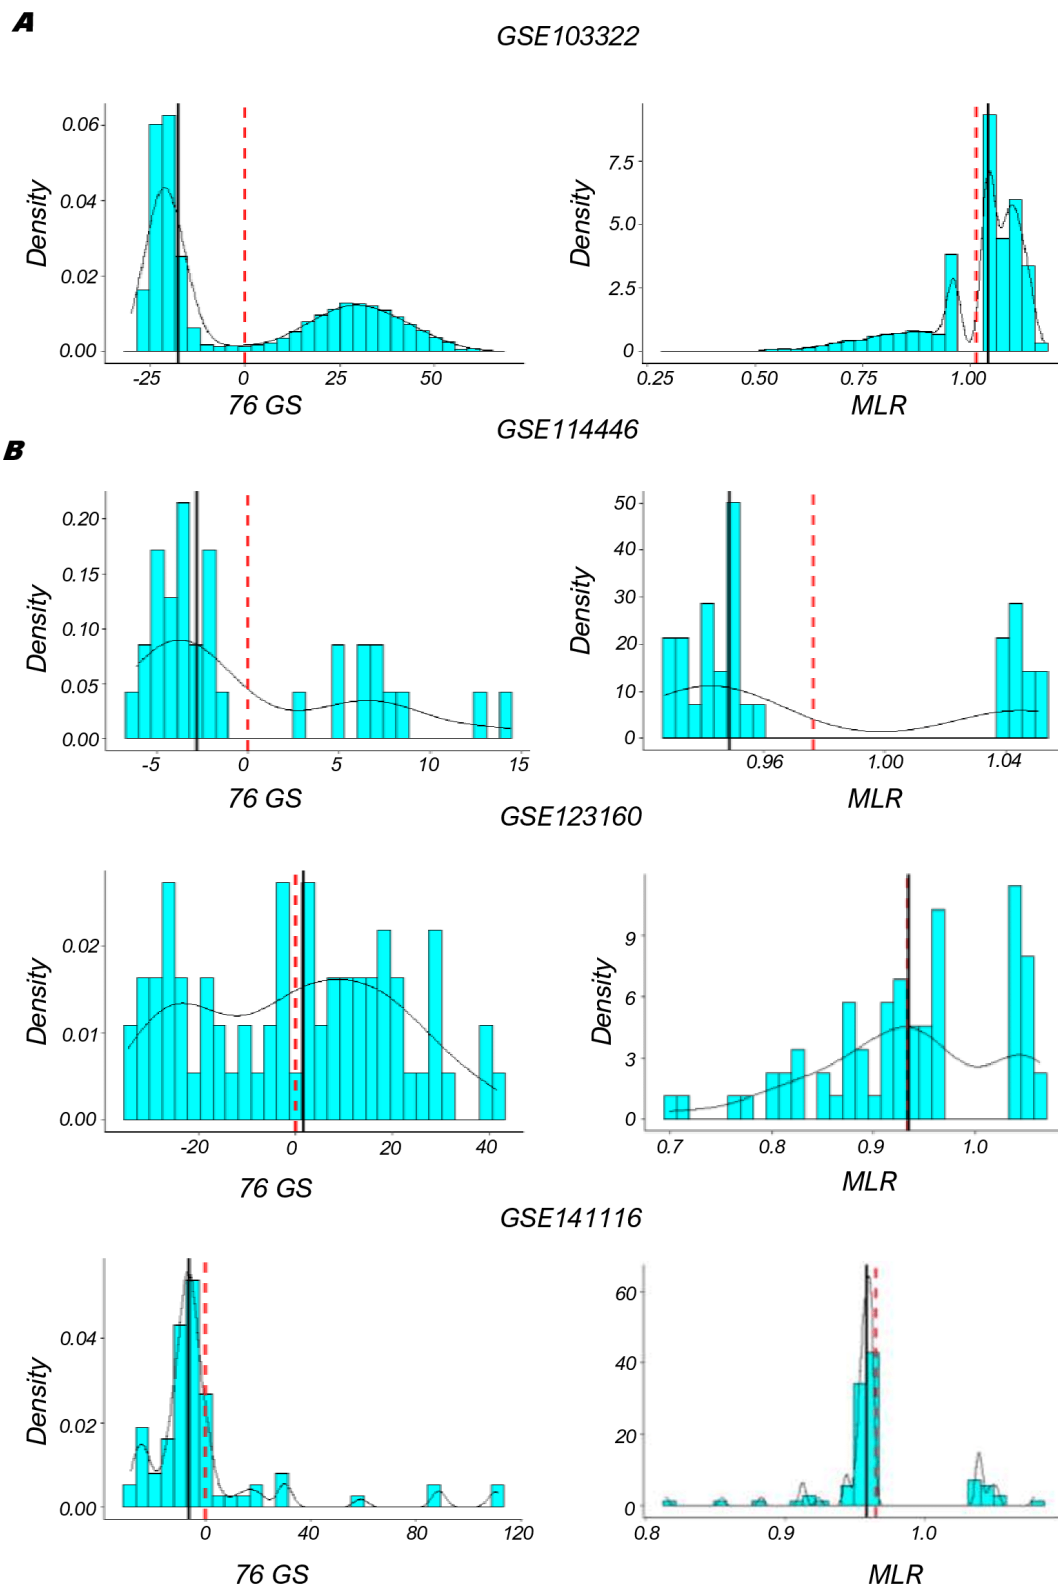 A
GSE103322
0.06
0.04
0.02
0.00
Density
-25 0 25 50
76 GS
7.5
5.0
2.5
0
Density
0.25 0.50 0.75 1.00
MLR
B
GSE114446
0.20
0.15
0.10
0.05
0.00
Density
-5 0 5 10 15
76 GS
50
40
30
20
10
0
Density
0.96 1.00 1.04
MLR
GSE123160
0.02
0.01
0.00
Density
-20 0 20 40
76 GS
9
6
3
0
Density
0.7 0.8 0.9 1.0
MLR
GSE141116
0.04
0.02
0.00
Density
0 40 80 120
76 GS
60
40
20
0
Density
0.8 0.9 1.0
MLR